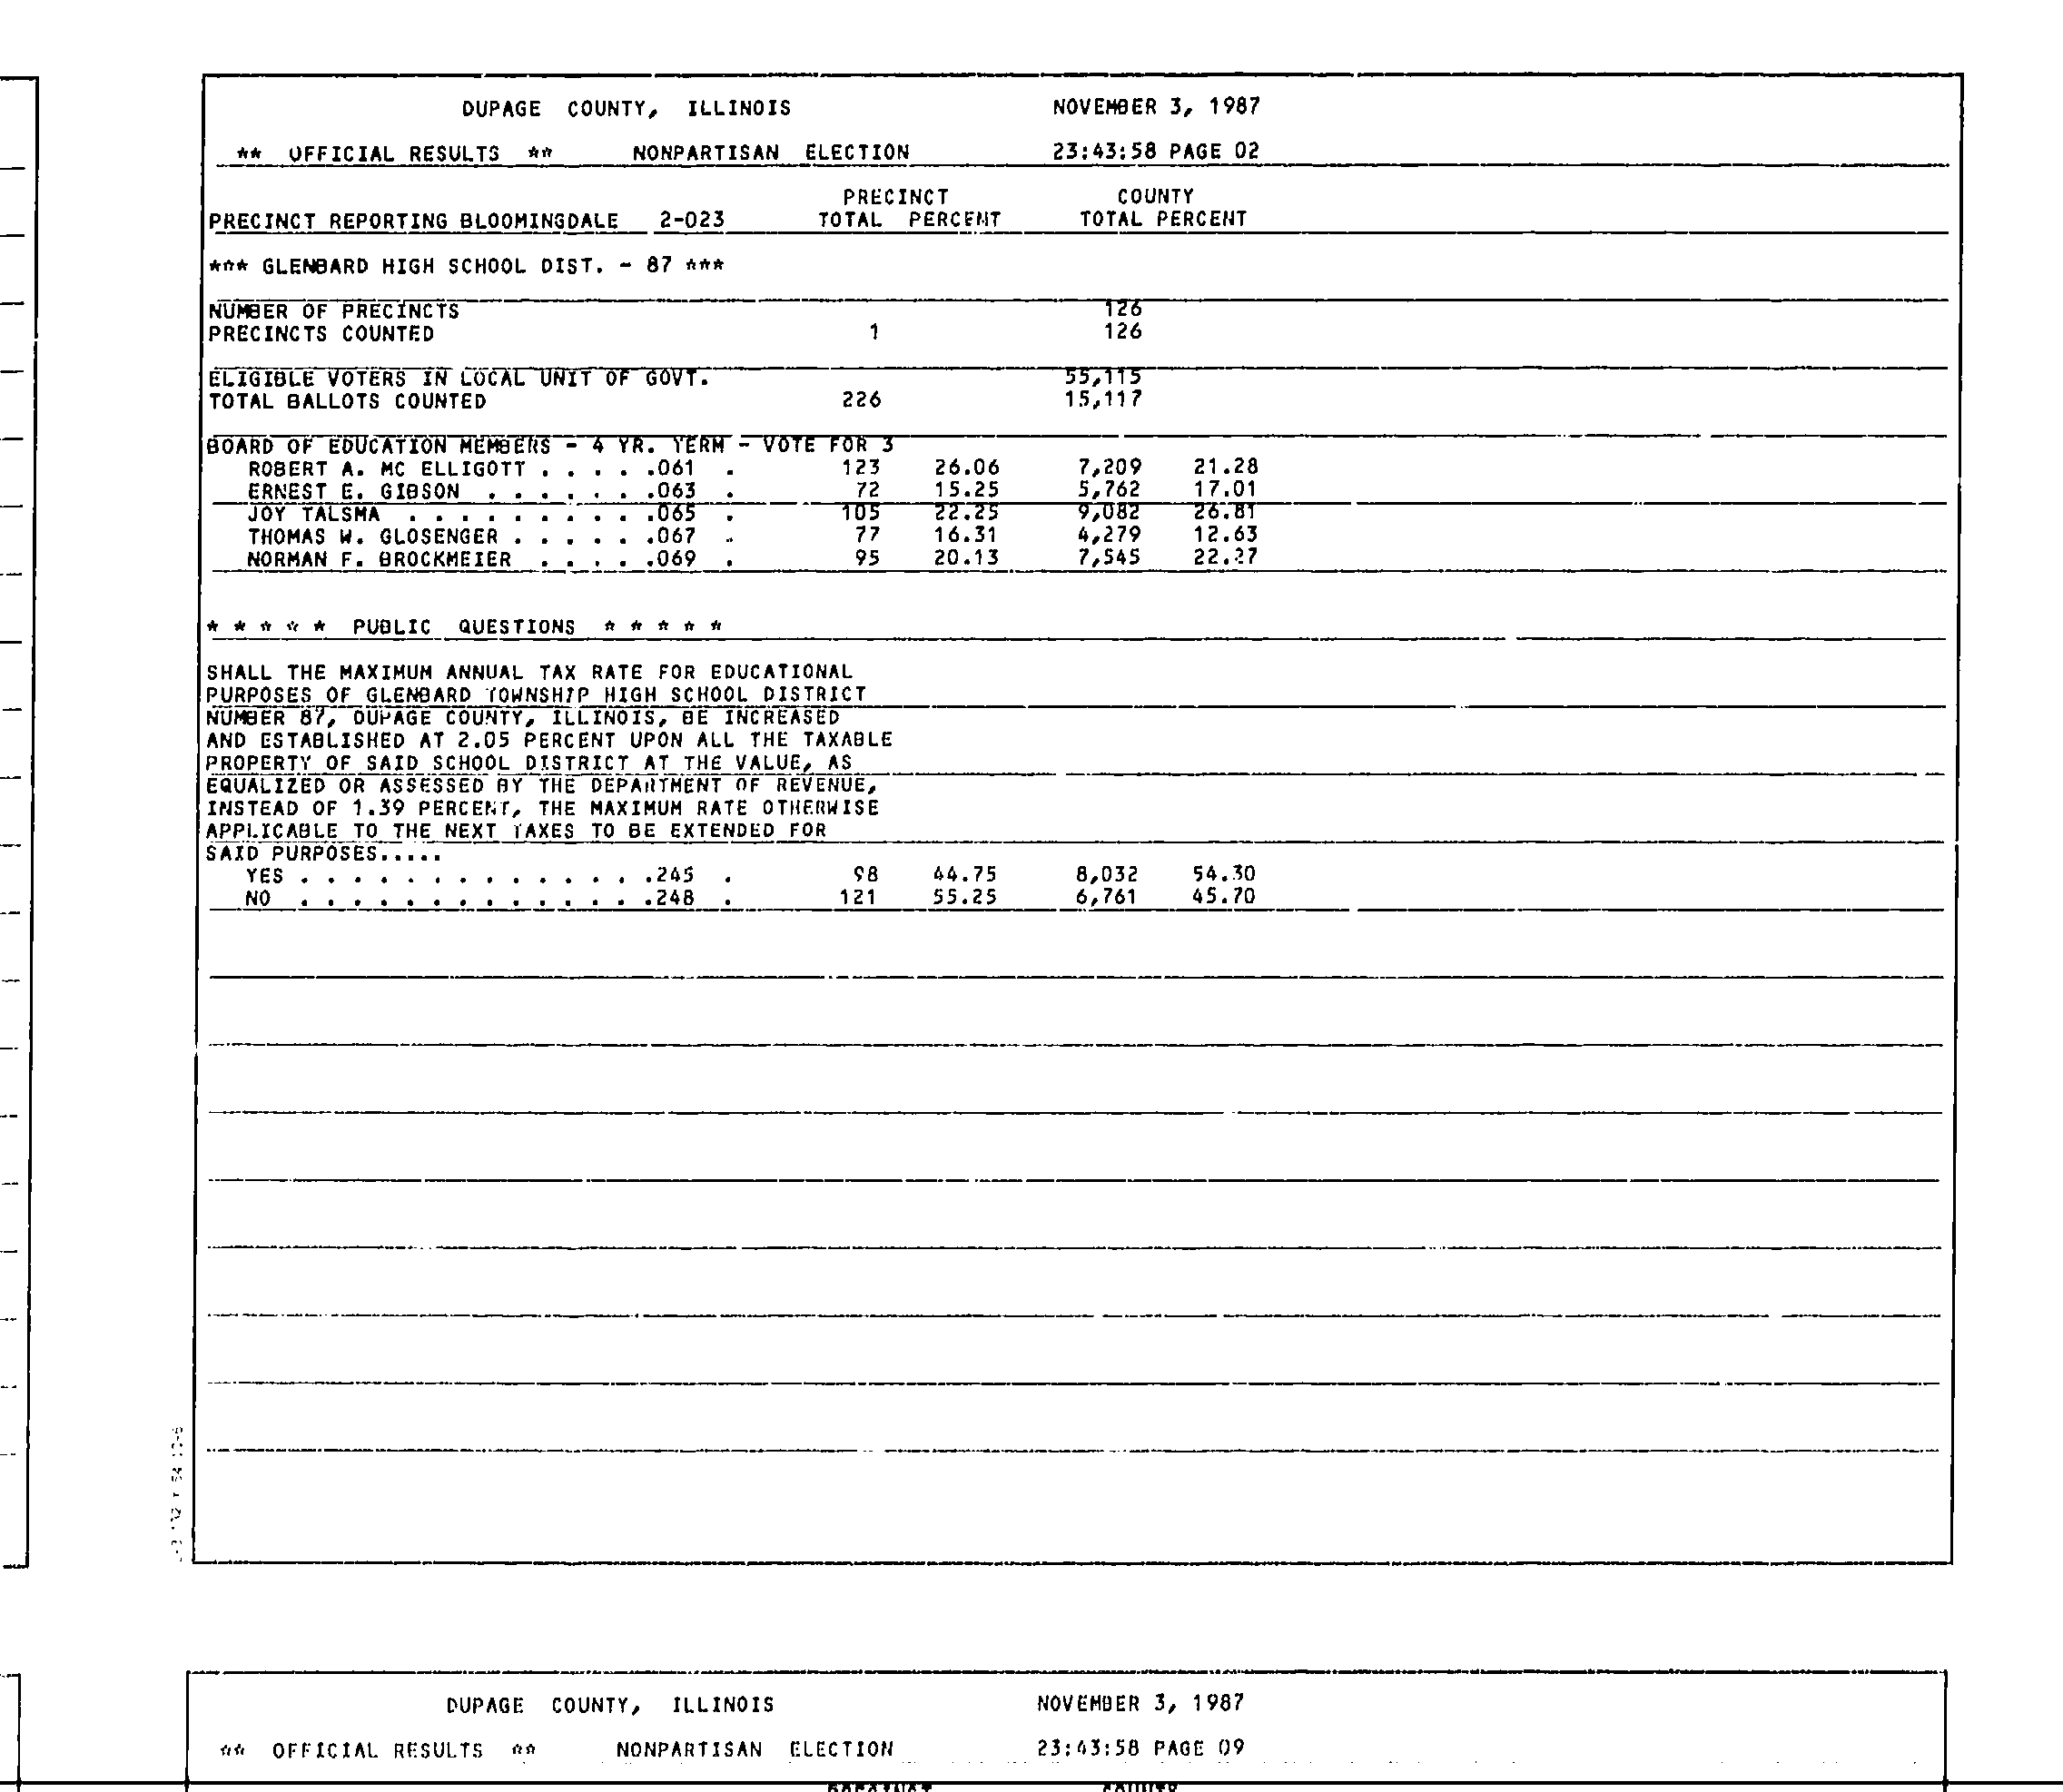 DUPAGE COUNTY, ILLINOIS NOVEMBER 3, 1987
** OFFICIAL RESULTS ** NONPARTISAN ELECTION 23:43:58 PAGE 02
PRECINCT COUNTY
PRECINCT REPORTING BLOOMINGDALE 2-023 TOTAL PERCENT TOTAL PERCENT
*** GLENBARD HIGH SCHOOL DIST. - 87 ***
NUMBER OF PRECINCTS 126
PRECINCTS COUNTED 1 126
ELIGIBLE VOTERS IN LOCAL UNIT OF GOVT. 55,115
TOTAL BALLOTS COUNTED 226 15,117
BOARD OF EDUCATION MEMBERS - 4 YR. TERM - VOTE FOR 3
ROBERT A. MC ELLIGOTT . . . . .061 . 123 26.06 7,209 21.28
ERNEST E. GIBSON . . . . . . .063 . 72 15.25 5,762 17.01
JOY TALSMA . . . . . . . . . .065 . 105 22.25 9,082 26.81
THOMAS W. GLOSENGER . . . . . .067 . 77 16.31 4,279 12.63
NORMAN F. BROCKMEIER . . . . .069 . 95 20.13 7,545 22.27
* * * * * PUBLIC QUESTIONS * * * * *
SHALL THE MAXIMUM ANNUAL TAX RATE FOR EDUCATIONAL
PURPOSES OF GLENBARD TOWNSHIP HIGH SCHOOL DISTRICT
NUMBER 87, DUPAGE COUNTY, ILLINOIS, BE INCREASED
AND ESTABLISHED AT 2.05 PERCENT UPON ALL THE TAXABLE
PROPERTY OF SAID SCHOOL DISTRICT AT THE VALUE, AS
EQUALIZED OR ASSESSED BY THE DEPARTMENT OF REVENUE,
INSTEAD OF 1.39 PERCENT, THE MAXIMUM RATE OTHERWISE
APPLICABLE TO THE NEXT TAXES TO BE EXTENDED FOR
SAID PURPOSES.....
YES . . . . . . . . . . . . . .245 . 98 44.75 8,032 54.30
NO . . . . . . . . . . . . . .248 . 121 55.25 6,761 45.70
DUPAGE COUNTY, ILLINOIS NOVEMBER 3, 1987
** OFFICIAL RESULTS ** NONPARTISAN ELECTION 23:43:58 PAGE 09
PRECINCT COUNTY